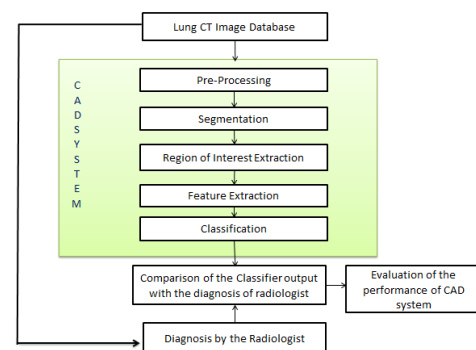 Lung CT Image Database
CADSYSTEM
Pre-Processing
Segmentation
Region of Interest Extraction
Feature Extraction
Classification
Comparison of the Classifier output
with the diagnosis of radiologist
Evaluation of the
performance of CAD
system
Diagnosis by the Radiologist